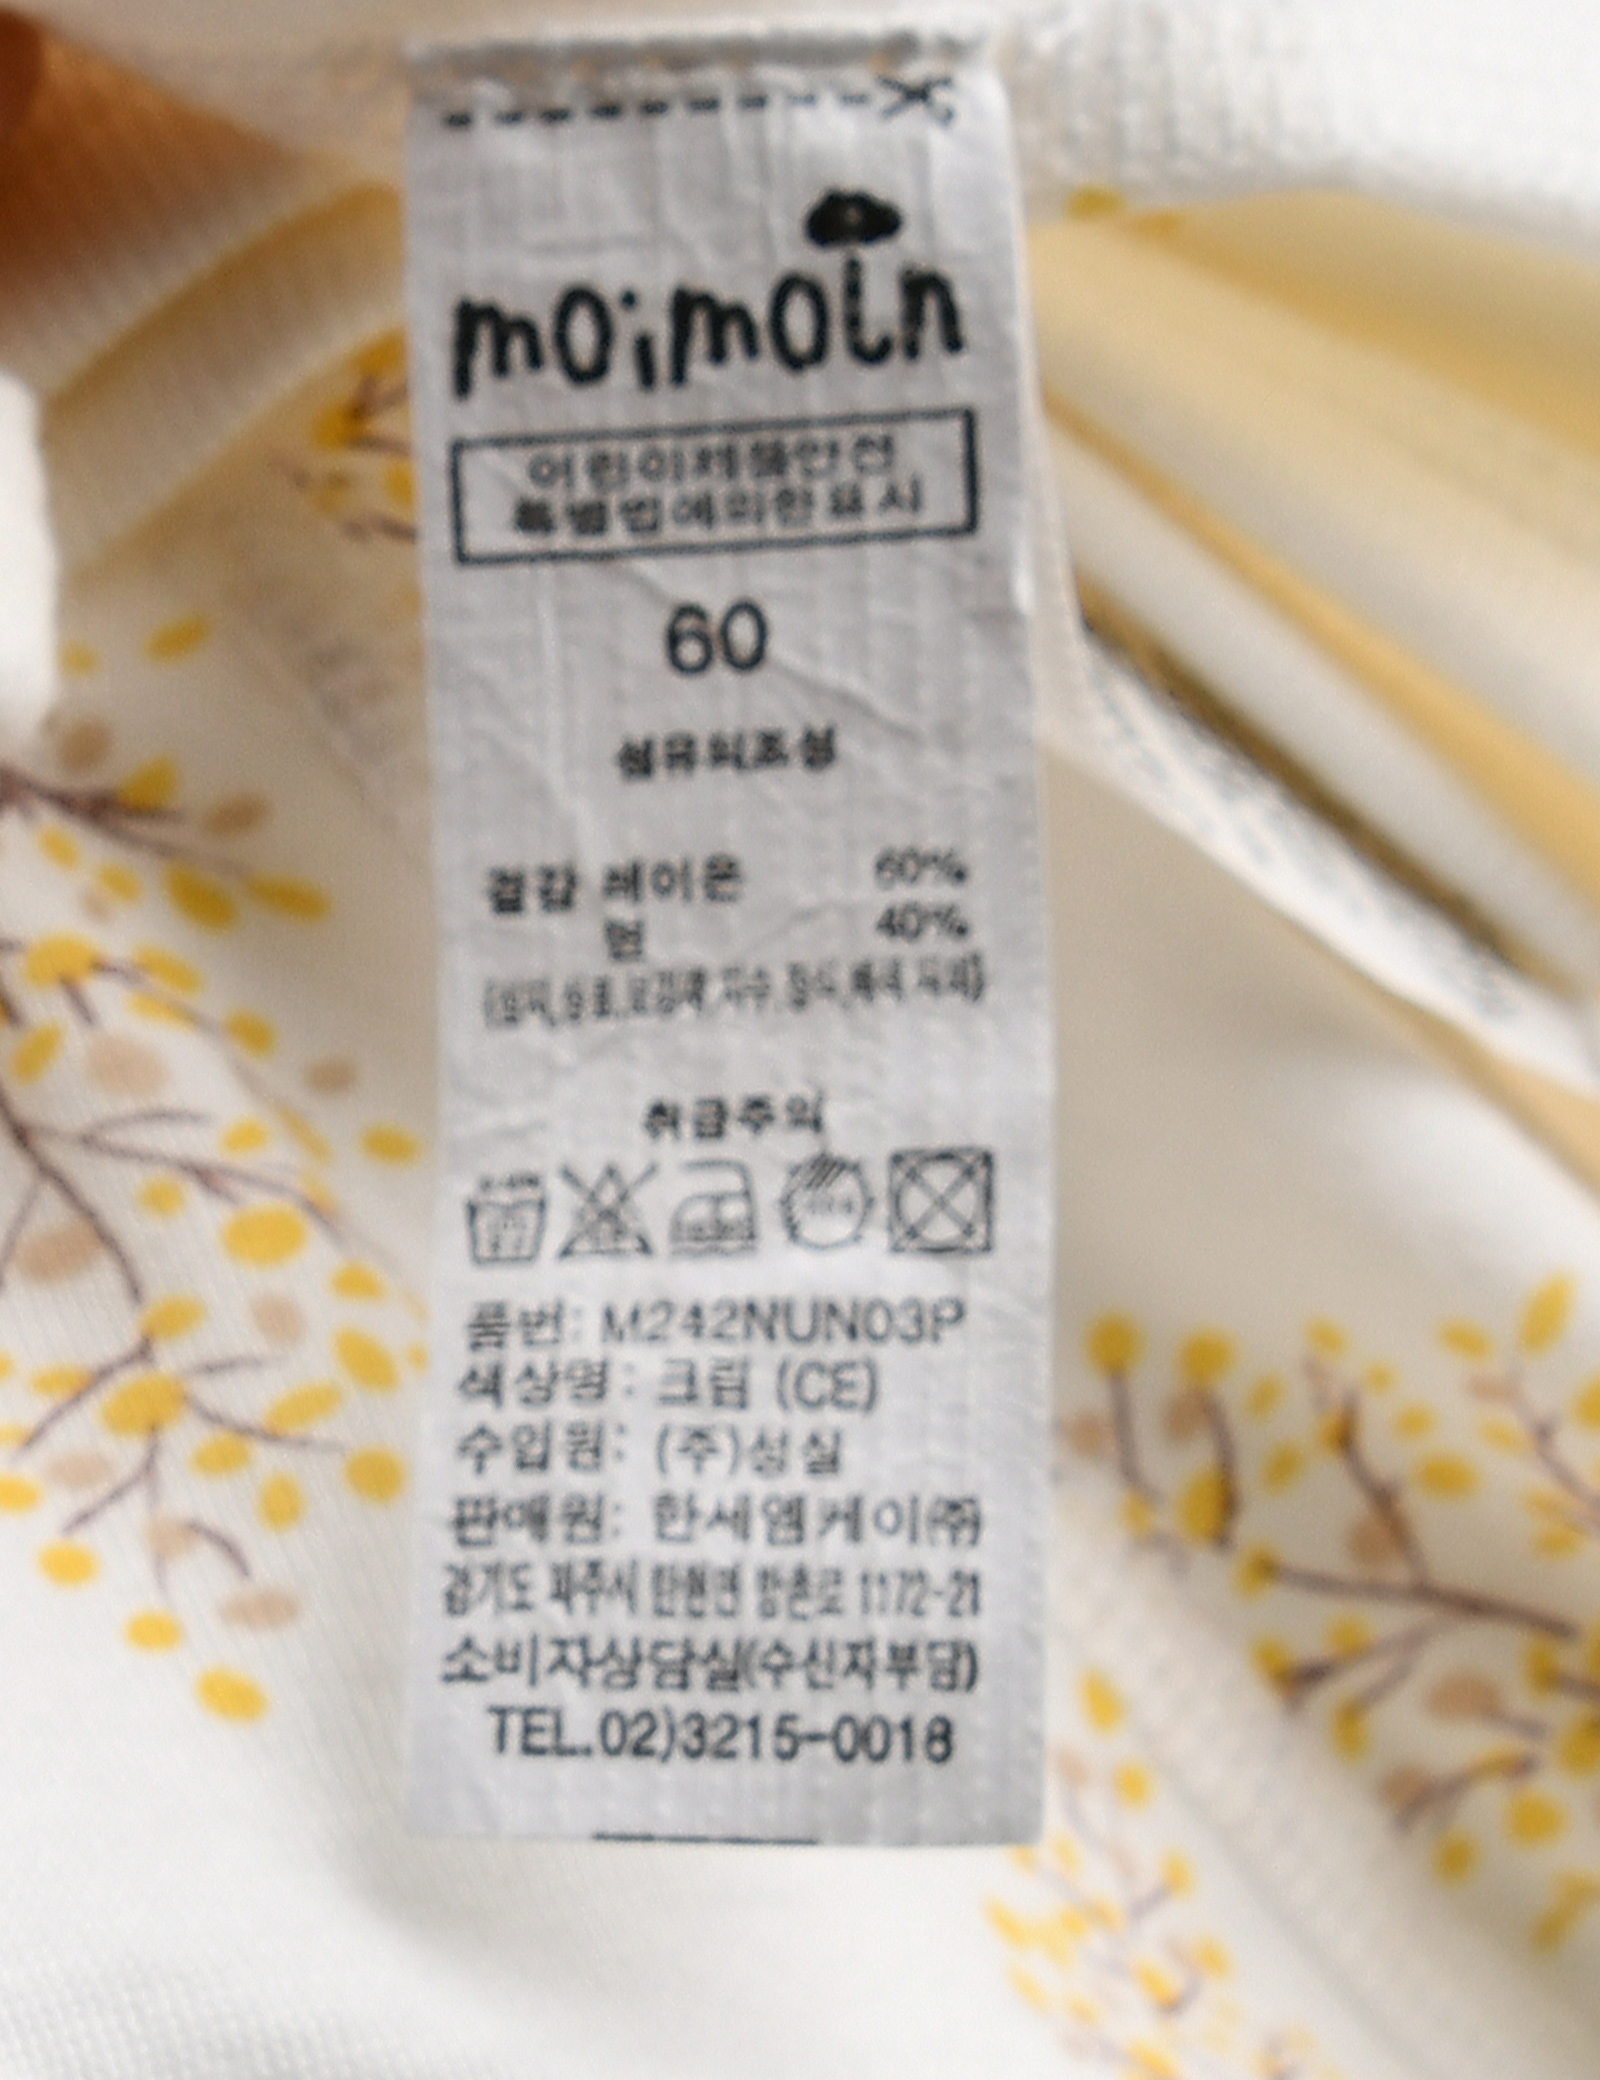 moimoln
어린이제품안전
특별법에의한표시
60
섬유의조성
겉감 레이온 60%
면 40%
취급주의
품번: M242NUN03P
색상명: 크림 (CE)
수입원: (주)성실
판매원: 한세엠케이(주)
경기도 파주시 탄현면 방촌로 1172-21
소비자상담실(수신자부담)
TEL.02)3215-0018